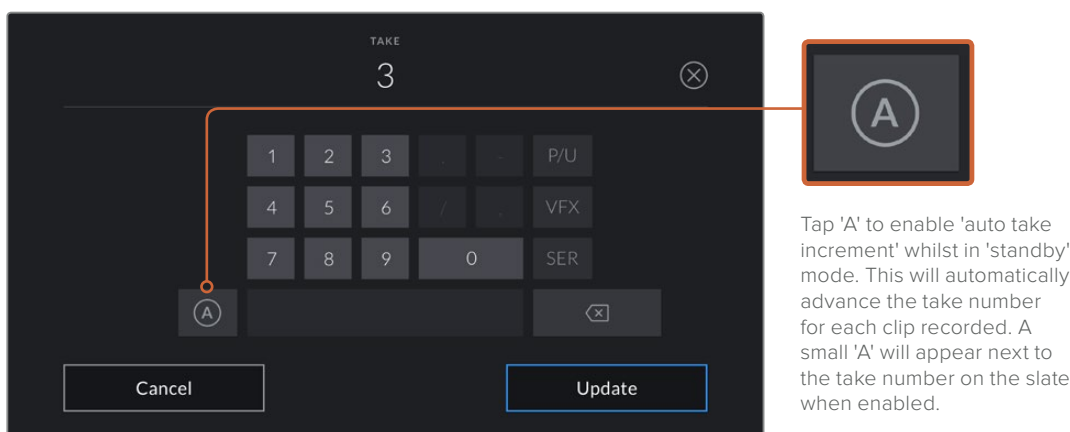 TAKE
3
1 2 3 . - P/U
4 5 6 / , VFX
7 8 9 0 SER
A
Cancel
Update
A
Tap 'A' to enable 'auto take
increment' whilst in 'standby'
mode. This will automatically
advance the take number
for each clip recorded. A
small 'A' will appear next to
the take number on the slate
when enabled.